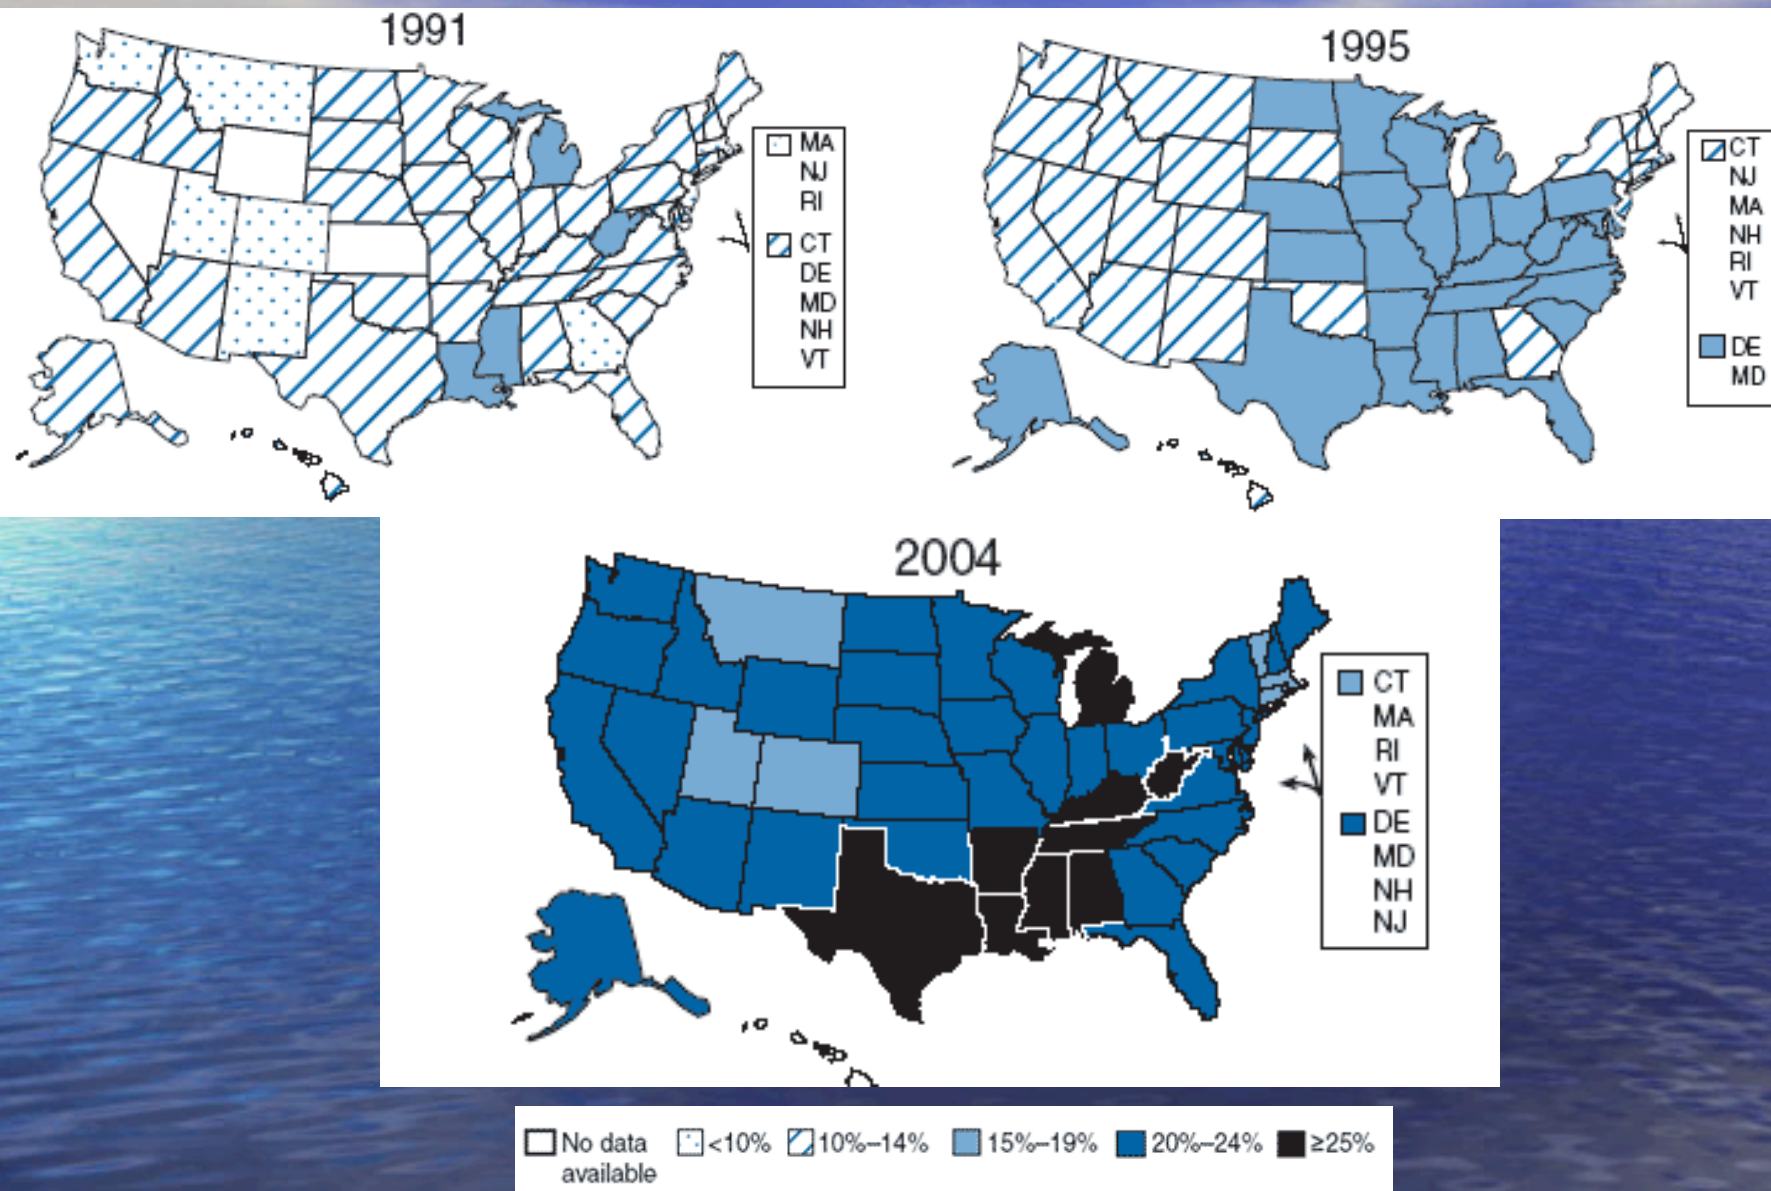 1991
MA
NJ
RI
CT
DE
MD
NH
VT
1995
CT
NJ
MA
NH
RI
VT
DE
MD
2004
CT
MA
RI
VT
DE
MD
NH
NJ
No data available
<10%
10%–14%
15%–19%
20%–24%
≥25%